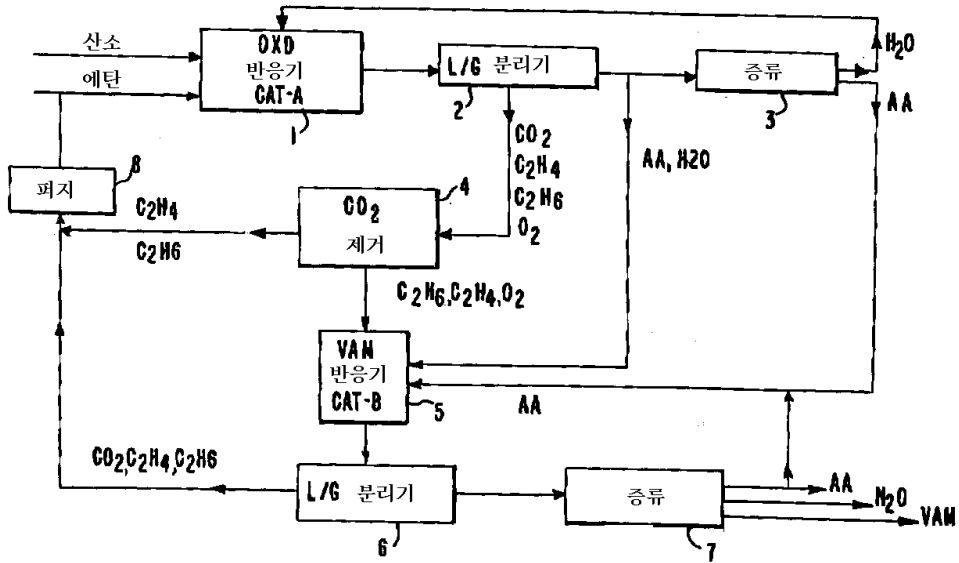 산소
에탄
OXD
반응기
CAT-A
1
L/G 분리기
2
증류
3
H2O
AA
CO2
C2H4
C2H6
O2
AA, H2O
퍼지
8
C2H4
C2H6
CO2
제거
4
C2H6,C2H4,O2
VAM
반응기
CAT-B
5
AA
CO2,C2H4,C2H6
L/G 분리기
6
증류
7
AA
H2O
VAM